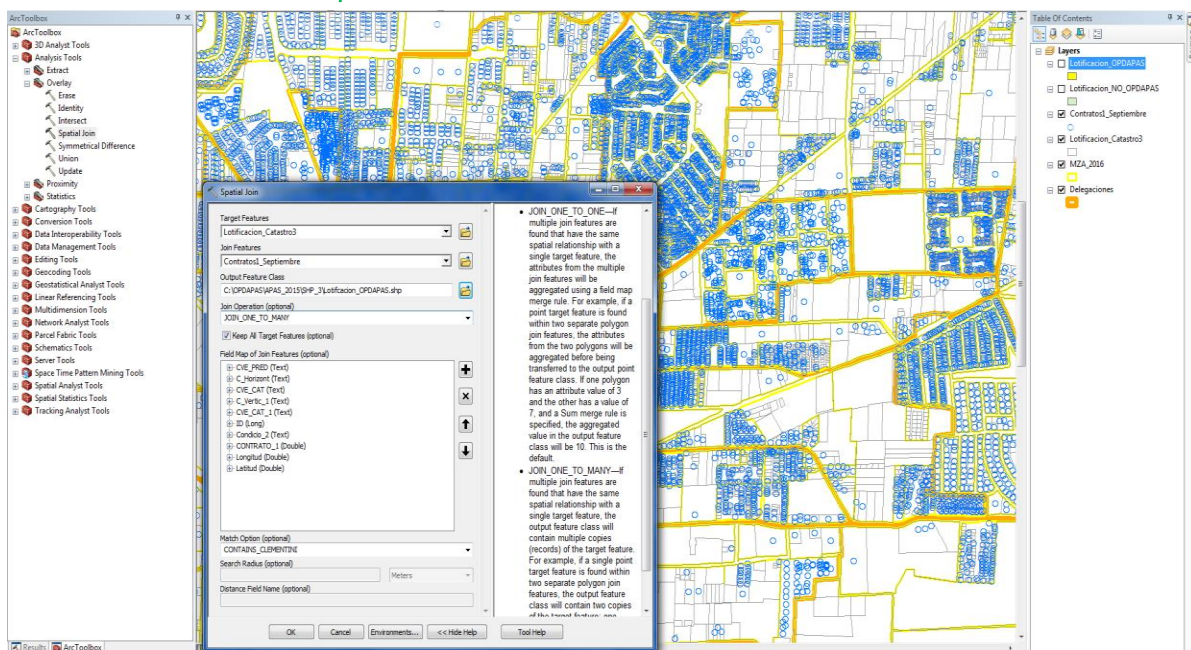 ArcToolbox
ArcToolbox
3D Analyst Tools
Analysis Tools
Extract
Overlay
Erase
Identity
Intersect
Spatial Join
Symmetrical Difference
Union
Update
Proximity
Statistics
Cartography Tools
Conversion Tools
Data Interoperability Tools
Data Management Tools
Editing Tools
Geocoding Tools
Geostatistical Analyst Tools
Linear Referencing Tools
Multidimension Tools
Network Analyst Tools
Parcel Fabric Tools
Schematics Tools
Server Tools
Space Time Pattern Mining Tools
Spatial Analyst Tools
Spatial Statistics Tools
Tracking Analyst Tools
Results ArcToolbox
Spatial Join
Target Features
Lotificacion_Catastro3
Join Features
Contratos1_Septiembre
Output Feature Class
C:\OPDAPAS\APAS_2015\SHP_3\Lotifcacion_OPDAPAS.shp
Join Operation (optional)
JOIN_ONE_TO_MANY
Keep All Target Features (optional)
Field Map of Join Features (optional)
CVE_PRED (Text)
C_Horizont (Text)
CVE_CAT (Text)
C_Vertic_1 (Text)
CVE_CAT_1 (Text)
ID (Long)
Condicio_2 (Text)
CONTRATO_1 (Double)
Longitud (Double)
Latitud (Double)
Match Option (optional)
CONTAINS_CLEMENTINI
Search Radius (optional)
Meters
Distance Field Name (optional)
OK Cancel Environments... << Hide Help Tool Help
JOIN_ONE_TO_ONE—If
multiple join features are
found that have the same
spatial relationship with a
single target feature, the
attributes from the multiple
join features will be
aggregated using a field map
merge rule. For example, if a
point target feature is found
within two separate polygon
join features, the attributes
from the two polygons will be
aggregated before being
transferred to the output point
feature class. If one polygon
has an attribute value of 3
and the other has a value of
7, and a Sum merge rule is
specified, the aggregated
value in the output feature
class will be 10. This is the
default.
JOIN_ONE_TO_MANY—If
multiple join features are
found that have the same
spatial relationship with a
single target feature, the
output feature class will
contain multiple copies
(records) of the target feature.
For example, if a single point
target feature is found within
two separate polygon join
features, the output feature
class will contain two copies
of the target feature: one
Table Of Contents
Layers
Lotificacion_OPDAPAS
Lotificacion_NO_OPDAPAS
Contratos1_Septiembre
Lotificacion_Catastro3
MZA_2016
Delegaciones